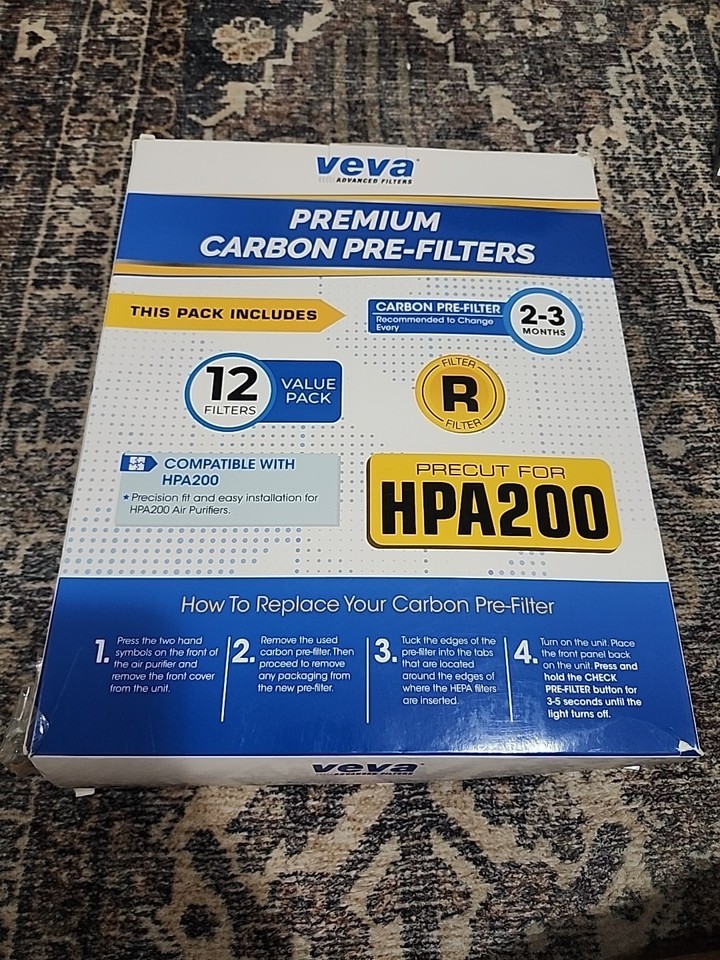 veva
ADVANCED FILTERS
PREMIUM
CARBON PRE-FILTERS
THIS PACK INCLUDES
CARBON PRE-FILTER
Recommended to Change
Every
2-3
MONTHS
12
FILTERS
VALUE
PACK
FILTER
R
FILTER
COMPATIBLE WITH
HPA200
★ Precision fit and easy installation for
HPA200 Air Purifiers.
PRECUT FOR
HPA200
How To Replace Your Carbon Pre-Filter
1. Press the two hand
symbols on the front of
the air purifier and
remove the front cover
from the unit.
2. Remove the used
carbon pre-filter. Then
proceed to remove
any packaging from
the new pre-filter.
3. Tuck the edges of the
pre-filter into the tabs
that are located
around the edges of
where the HEPA filters
are inserted.
4. Turn on the unit. Place
the front panel back
on the unit. Press and
hold the CHECK
PRE-FILTER button for
3-5 seconds until the
light turns off.
veva
ADVANCED FILTERS